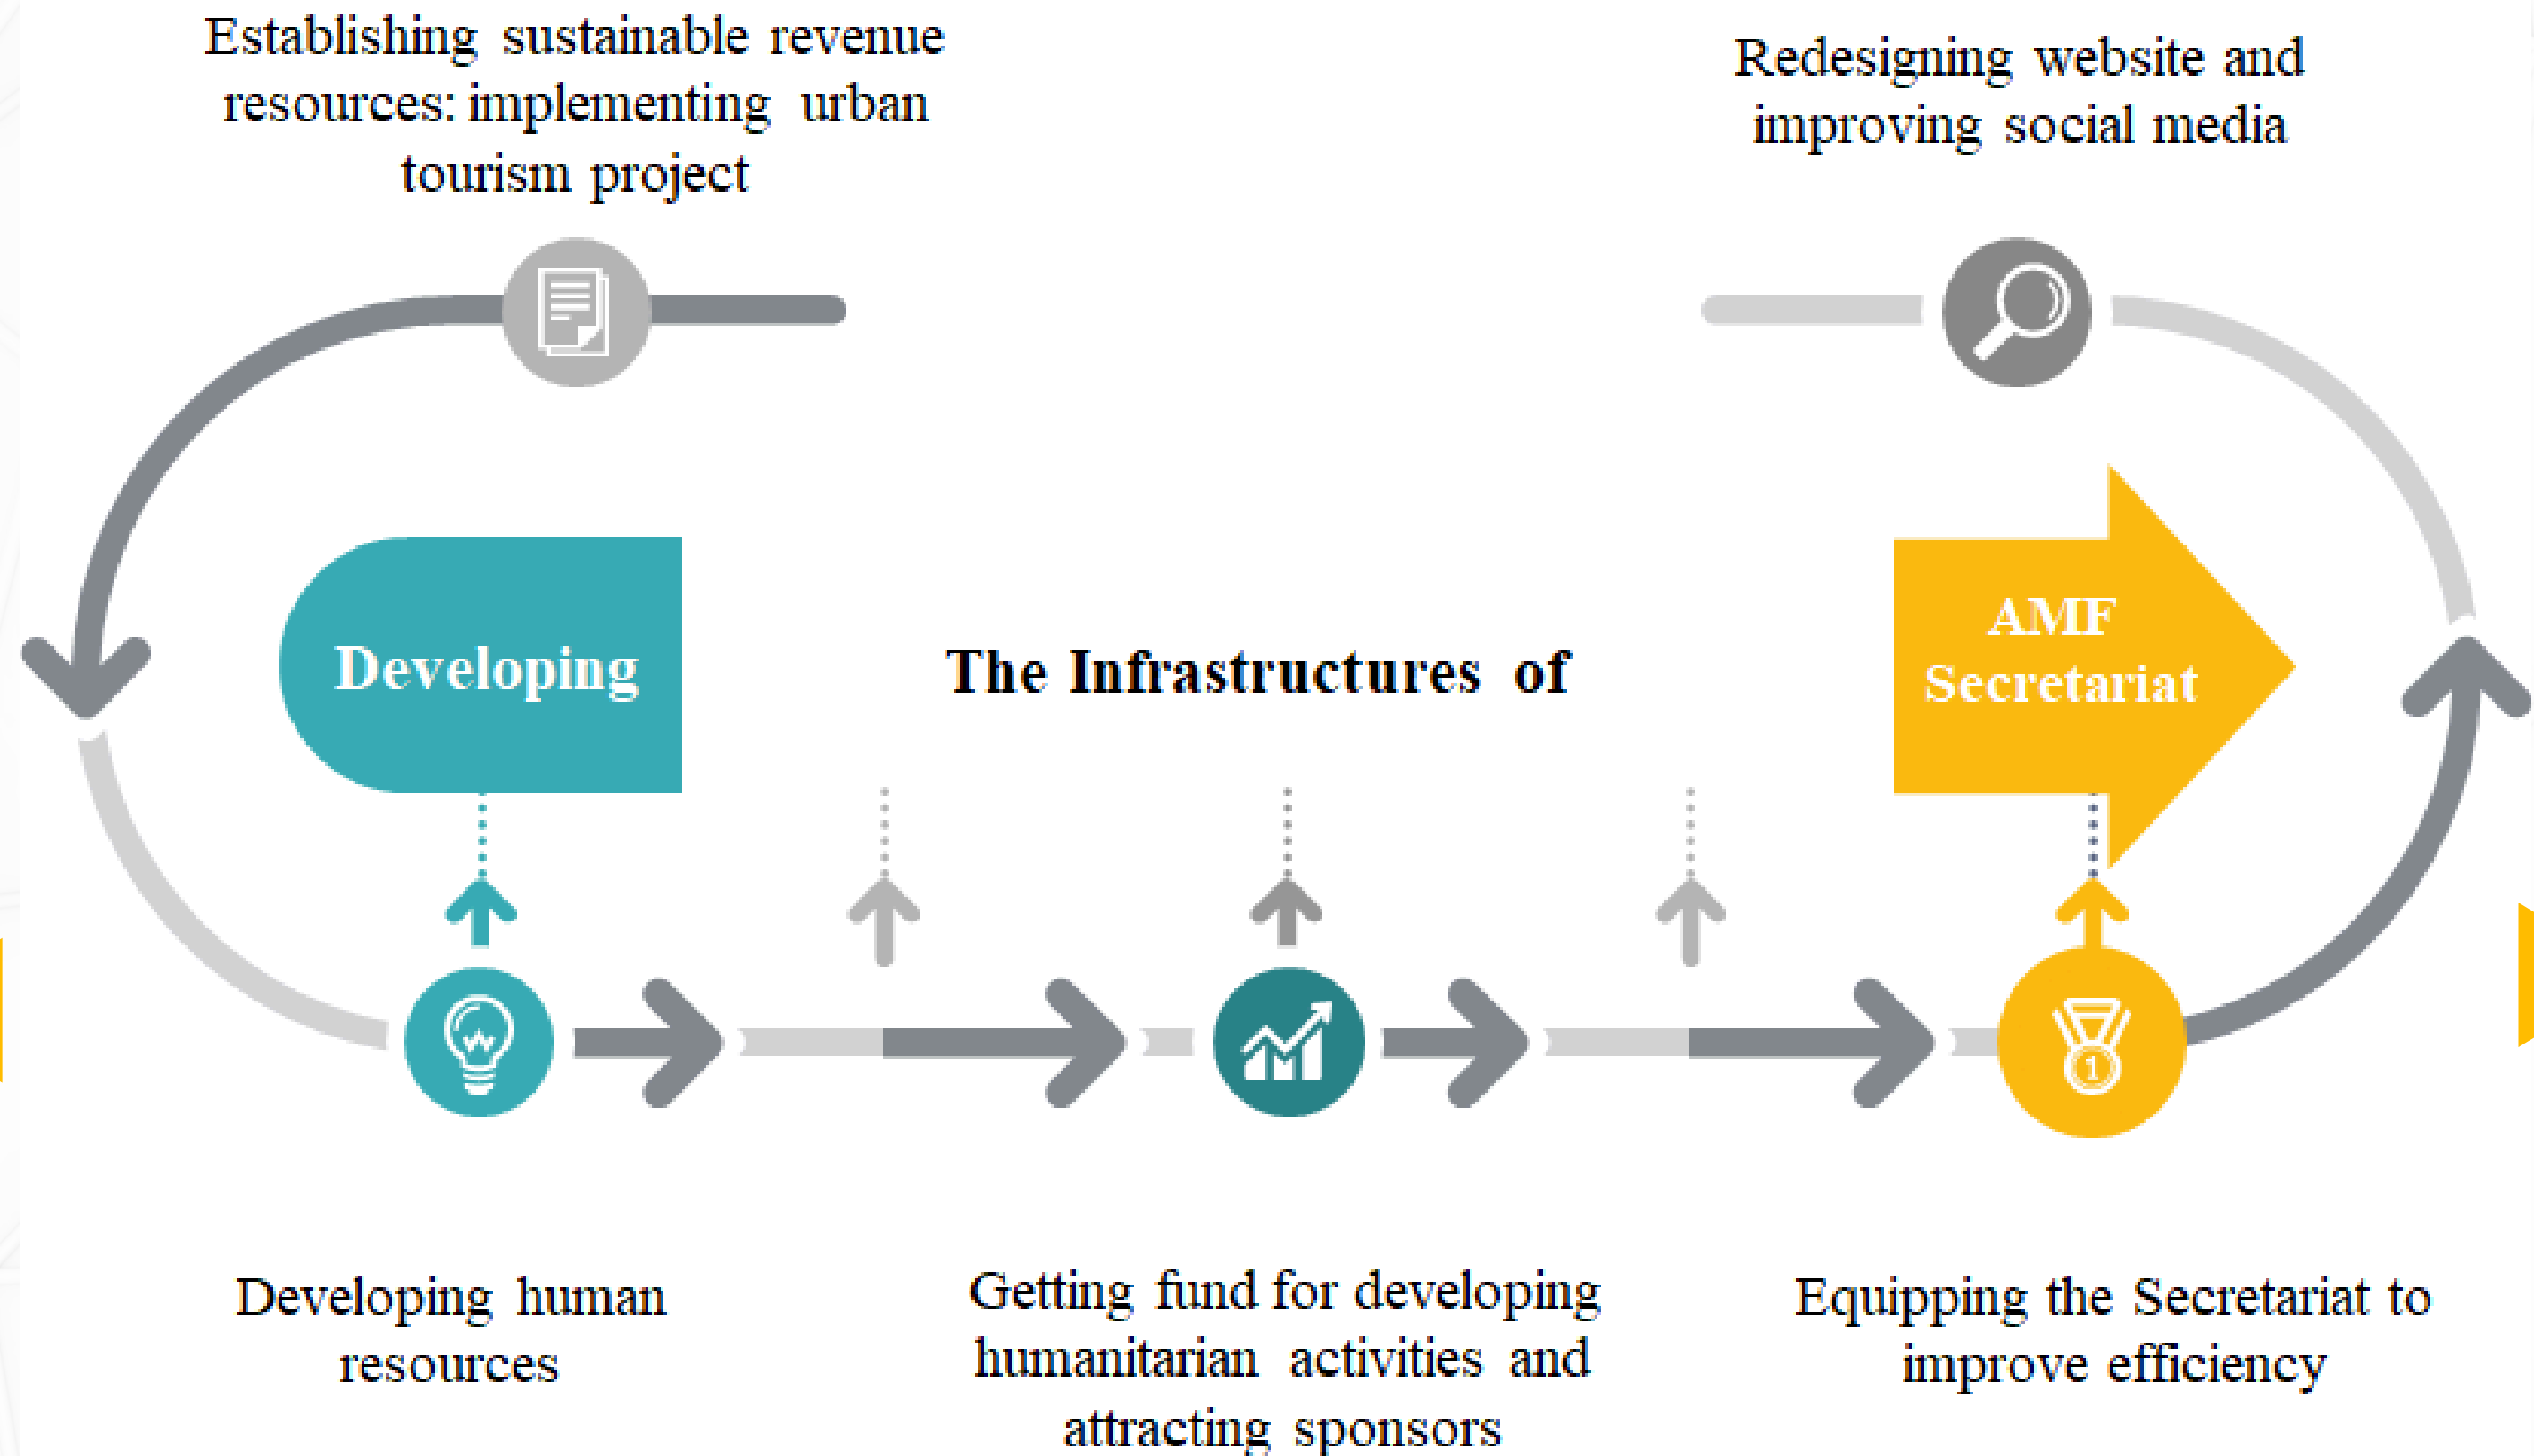 Establishing sustainable revenue
resources: implementing urban
tourism project
Redesigning website and
improving social media
Developing
The Infrastructures of
AMF
Secretariat
1
Developing human
resources
Getting fund for developing
humanitarian activities and
attracting sponsors
Equipping the Secretariat to
improve efficiency